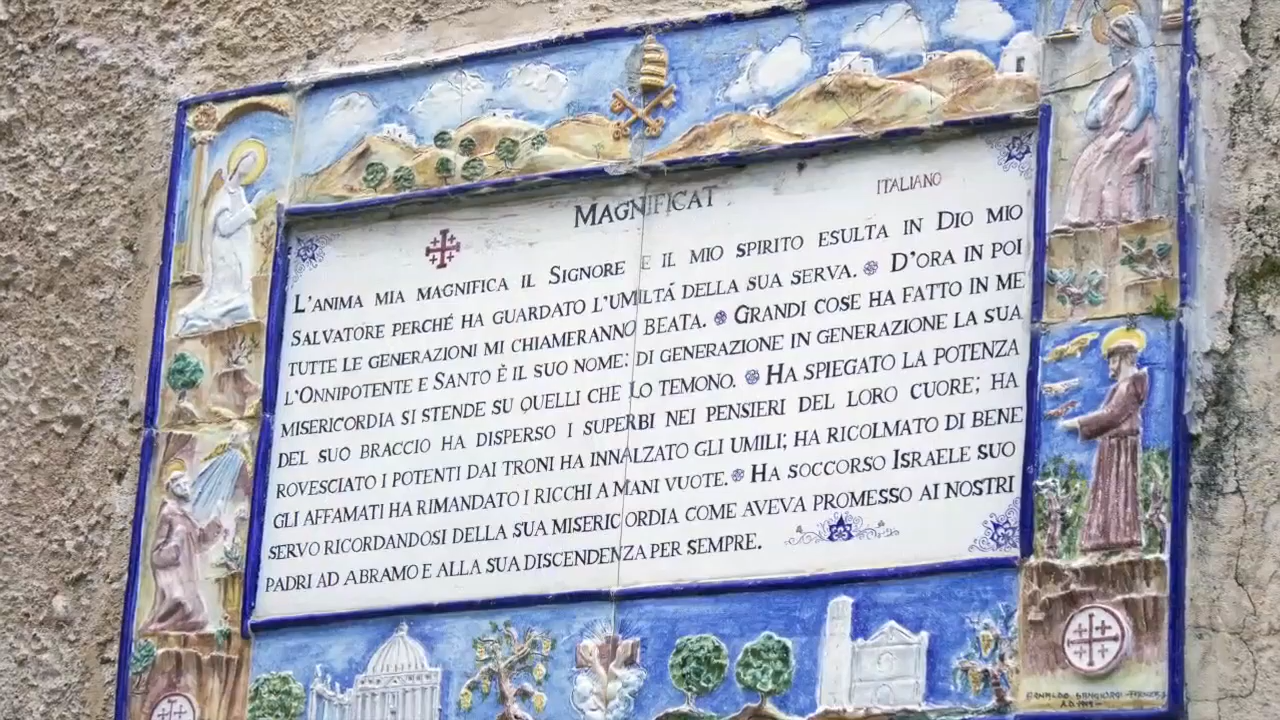 MAGNIFICAT
ITALIANO
L'ANIMA MIA MAGNIFICA IL SIGNORE E IL MIO SPIRITO ESULTA IN DIO MIO
SALVATORE PERCHÉ HA GUARDATO L'UMILTÁ DELLA SUA SERVA. D'ORA IN POI
TUTTE LE GENERAZIONI MI CHIAMERANNO BEATA. GRANDI COSE HA FATTO IN ME
L'ONNIPOTENTE E SANTO È IL SUO NOME: DI GENERAZIONE IN GENERAZIONE LA SUA
MISERICORDIA SI STENDE SU QUELLI CHE LO TEMONO. HA SPIEGATO LA POTENZA
DEL SUO BRACCIO HA DISPERSO I SUPERBI NEI PENSIERI DEL LORO CUORE; HA
ROVESCIATO I POTENTI DAI TRONI HA INNALZATO GLI UMILI; HA RICOLMATO DI BENE
GLI AFFAMATI HA RIMANDATO I RICCHI A MANI VUOTE. HA SOCCORSO ISRAELE SUO
SERVO RICORDANDOSI DELLA SUA MISERICORDIA COME AVEVA PROMESSO AI NOSTRI
PADRI AD ABRAMO E ALLA SUA DISCENDENZA PER SEMPRE.
A.D.